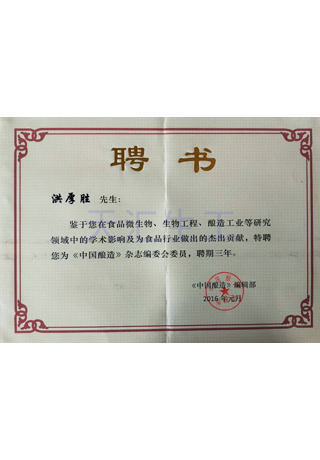 聘书
洪厚胜 先生：
鉴于您在食品微生物、生物工程、酿造工业等研究
领域中的学术影响及为食品行业做出的杰出贡献，特聘
您为《中国酿造》杂志编委会委员，聘期三年。
《中国酿造》编辑部
2016年元月